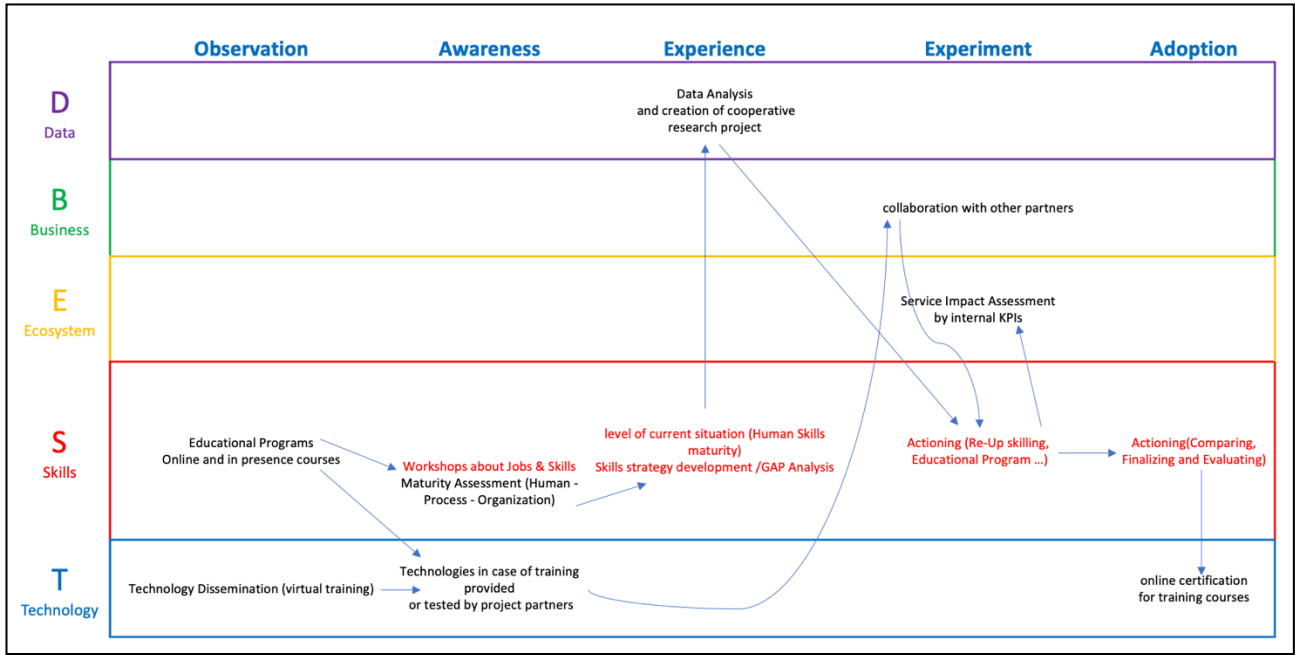 Observation
Awareness
Experience
Experiment
Adoption
D
Data
Data Analysis
and creation of cooperative
research project
B
Business
collaboration with other partners
E
Ecosystem
Service Impact Assessment
by internal KPIs
S
Skills
Educational Programs
Online and in presence courses
Workshops about Jobs & Skills
Maturity Assessment (Human -
Process - Organization)
level of current situation (Human Skills
maturity)
Skills strategy development /GAP Analysis
Actioning (Re-Up skilling,
Educational Program ...)
Actioning(Comparing,
Finalizing and Evaluating)
T
Technology
Technology Dissemination (virtual training)
Technologies in case of training
provided
or tested by project partners
online certification
for training courses